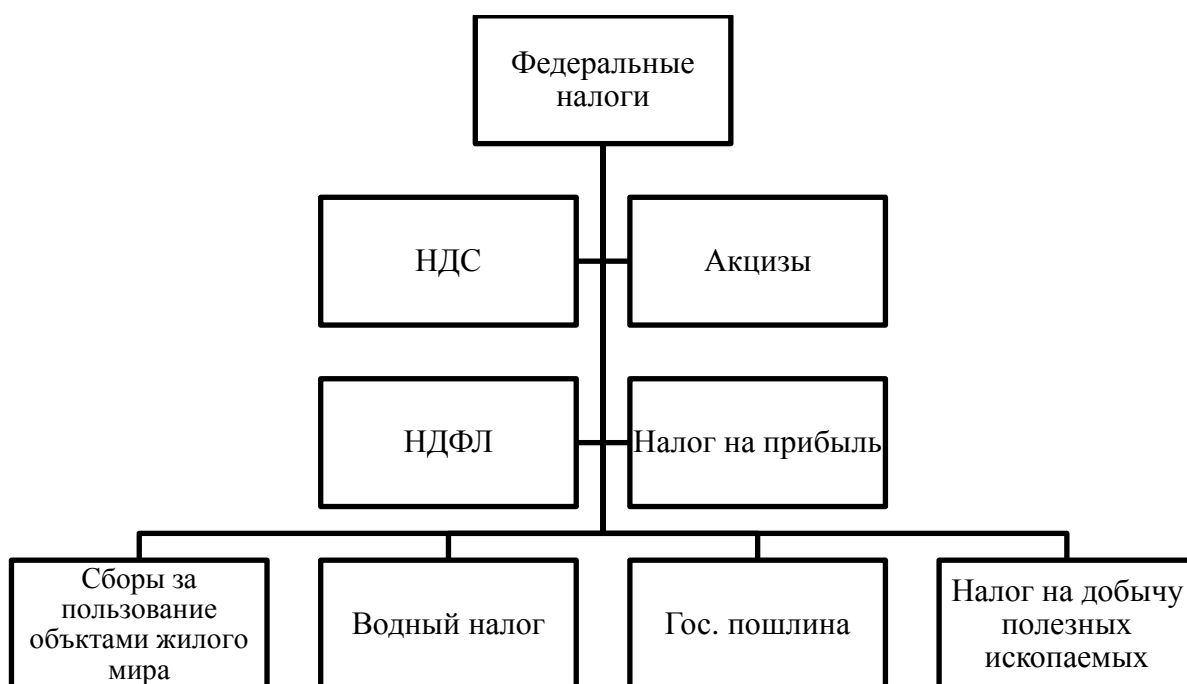 Федеральные
налоги
НДС
Акцизы
НДФЛ
Налог на прибыль
Сборы за
пользование
объктами жилого
мира
Водный налог
Гос. пошлина
Налог на добычу
полезных
ископаемых